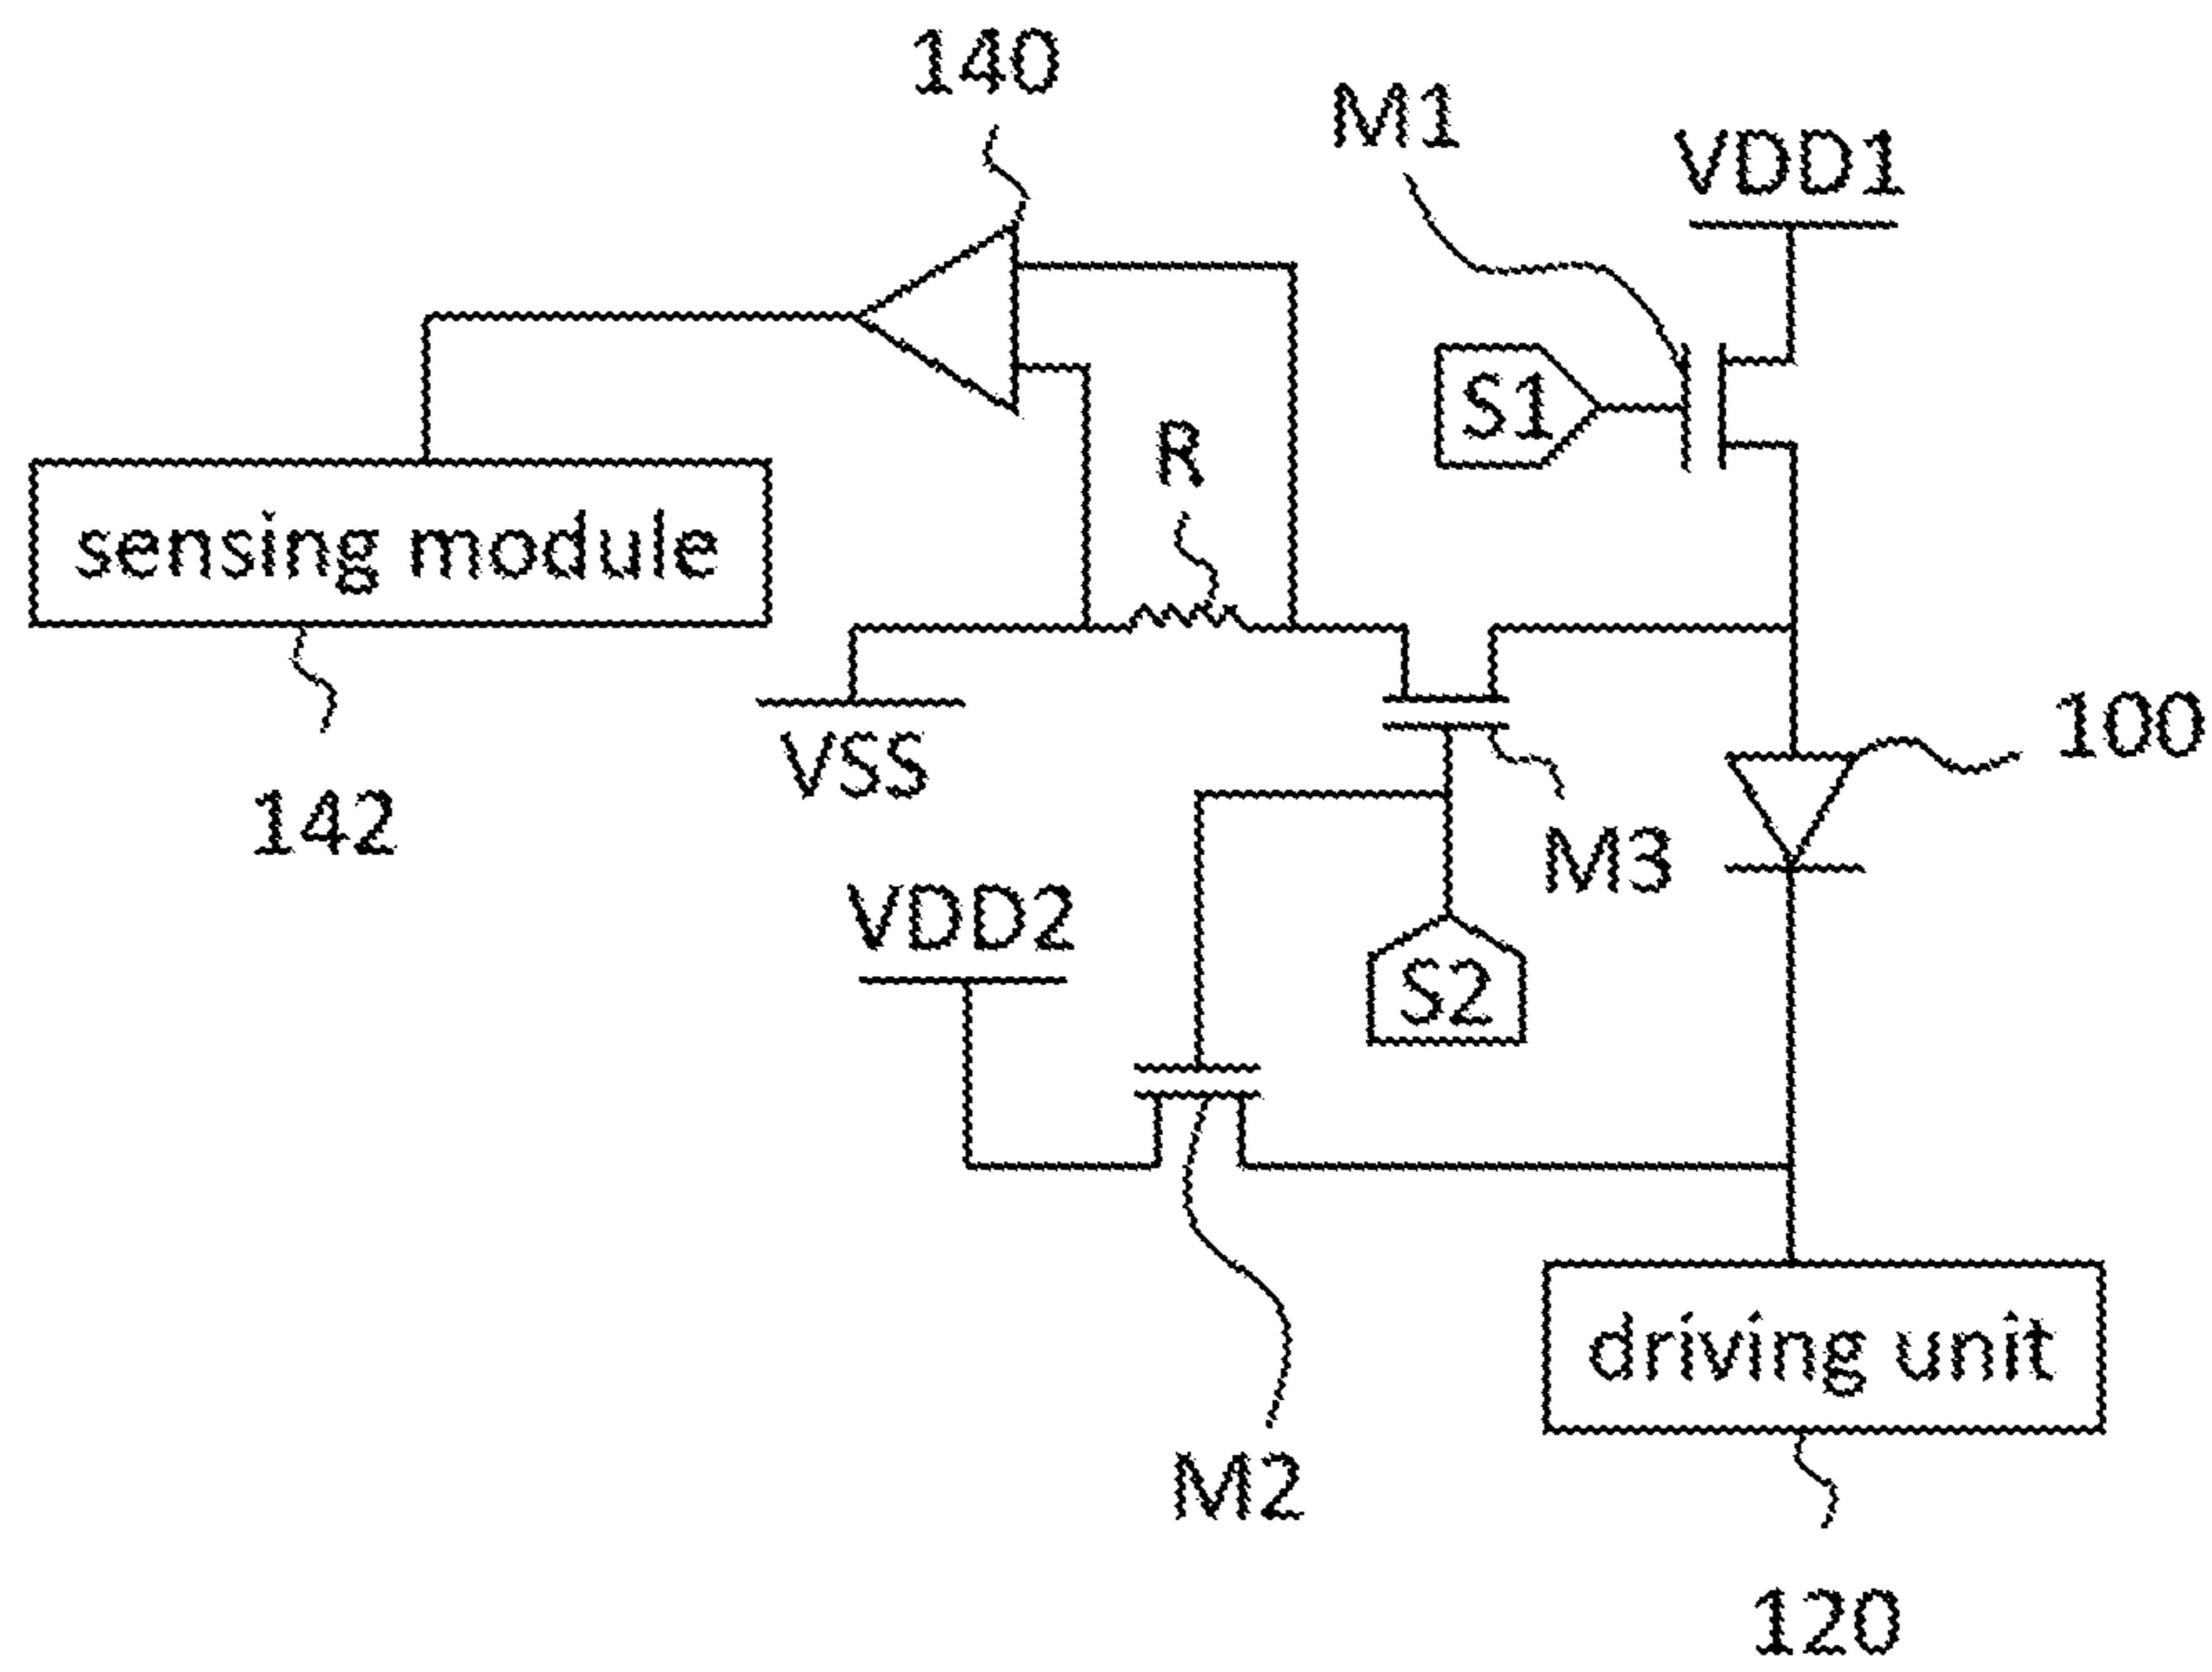 140
M1
VDD1
S1
R
sensing module
VSS
100
142
M3
VDD2
S2
driving unit
M2
120